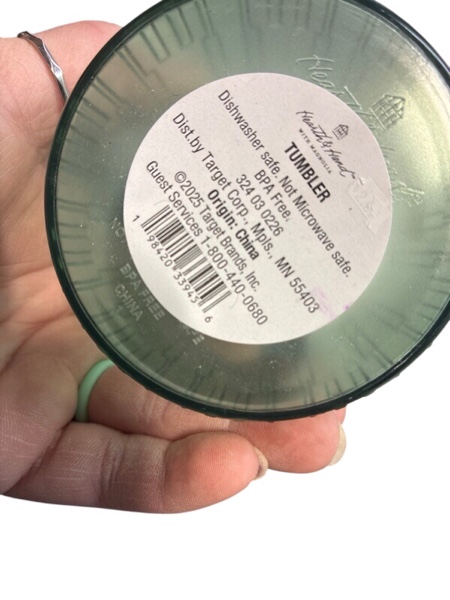 Hearth & Hand
WITH MAGNOLIA
TUMBLER
Dishwasher safe. Not Microwave safe.
BPA Free.
324 03 0226
Dist.by Target Corp., Mpls., MN 55403
Origin: China
©2025 Target Brands, Inc.
Guest Services 1-800-440-0680
Hearth
BPA FREE
CHINA